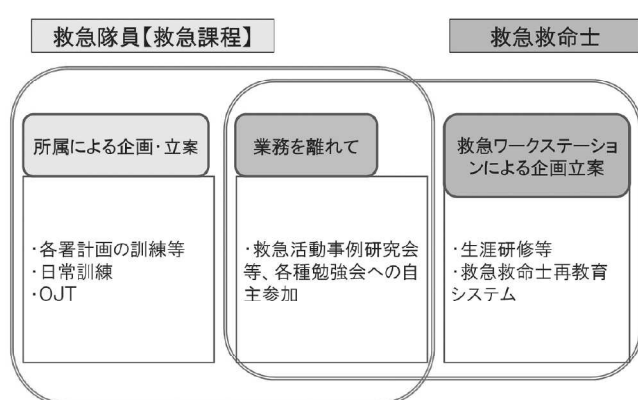 救急隊員【救急課程】
救急救命士
所属による企画・立案
・各署計画の訓練等
・日常訓練
・OJT
業務を離れて
・救急活動事例研究会
等、各種勉強会への自
主参加
救急ワークステーショ
ンによる企画立案
・生涯研修等
・救急救命士再教育
システム